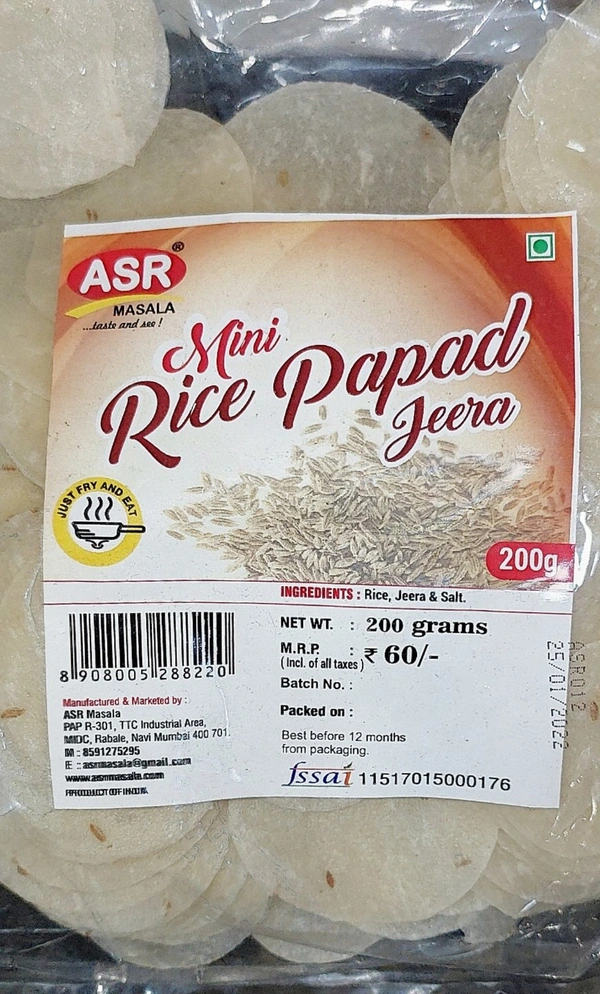 ASR®
MASALA
...taste and see !
Mini
Rice Papad
Jeera
JUST FRY AND EAT
200g
INGREDIENTS : Rice, Jeera & Salt.
NET WT. : 200 grams
M.R.P. : ₹ 60/-
( Incl. of all taxes )
Batch No. :
ASR012
25/01/2022
Packed on :
Best before 12 months
from packaging.
fssai 11517015000176
8 908005 288220
Manufactured & Marketed by :
ASR Masala
PAP R-301, TTC Industrial Area,
MIDC, Rabale, Navi Mumbai 400 701.
M : 8591275295
E : asrmasala@gmail.com
www.asrmasala.com
PRODUCT OF INDIA